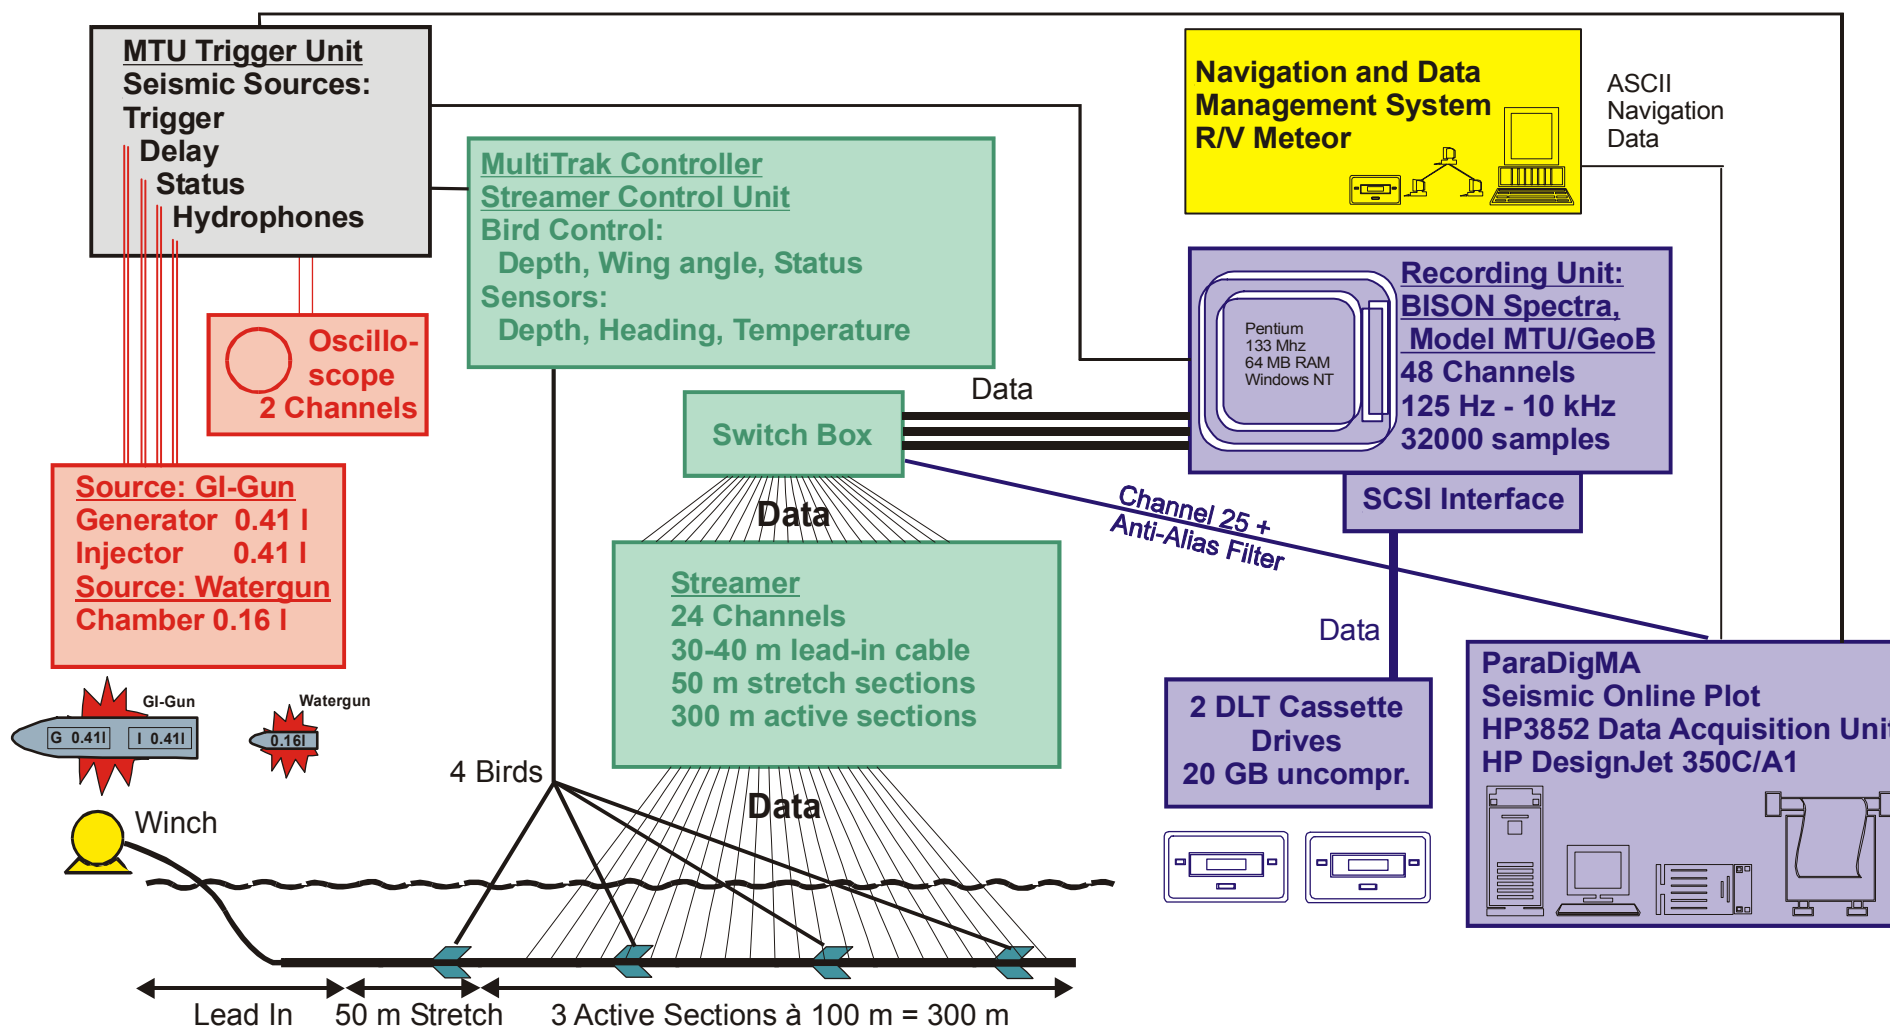 MTU Trigger Unit
Seismic Sources:
Trigger
Delay
Status
Hydrophones
MultiTrak Controller
Streamer Control Unit
Bird Control:
Depth, Wing angle, Status
Sensors:
Depth, Heading, Temperature
Navigation and Data
Management System
R/V Meteor
ASCII
Navigation
Data
Recording Unit:
BISON Spectra,
Model MTU/GeoB
48 Channels
125 Hz - 10 kHz
32000 samples
Pentium
133 Mhz
64 MB RAM
Windows NT
Oscillo-
scope
2 Channels
Data
Switch Box
SCSI Interface
Channel 25 +
Anti-Alias Filter
Source: GI-Gun
Generator 0.41 l
Injector 0.41 l
Source: Watergun
Chamber 0.16 l
Data
Streamer
24 Channels
30-40 m lead-in cable
50 m stretch sections
300 m active sections
Data
2 DLT Cassette
Drives
20 GB uncompr.
ParaDigMA
Seismic Online Plot
HP3852 Data Acquisition Unit
HP DesignJet 350C/A1
GI-Gun
G 0.41l
I 0.41l
Watergun
0.16l
4 Birds
Data
Winch
Lead In
50 m Stretch
3 Active Sections à 100 m = 300 m